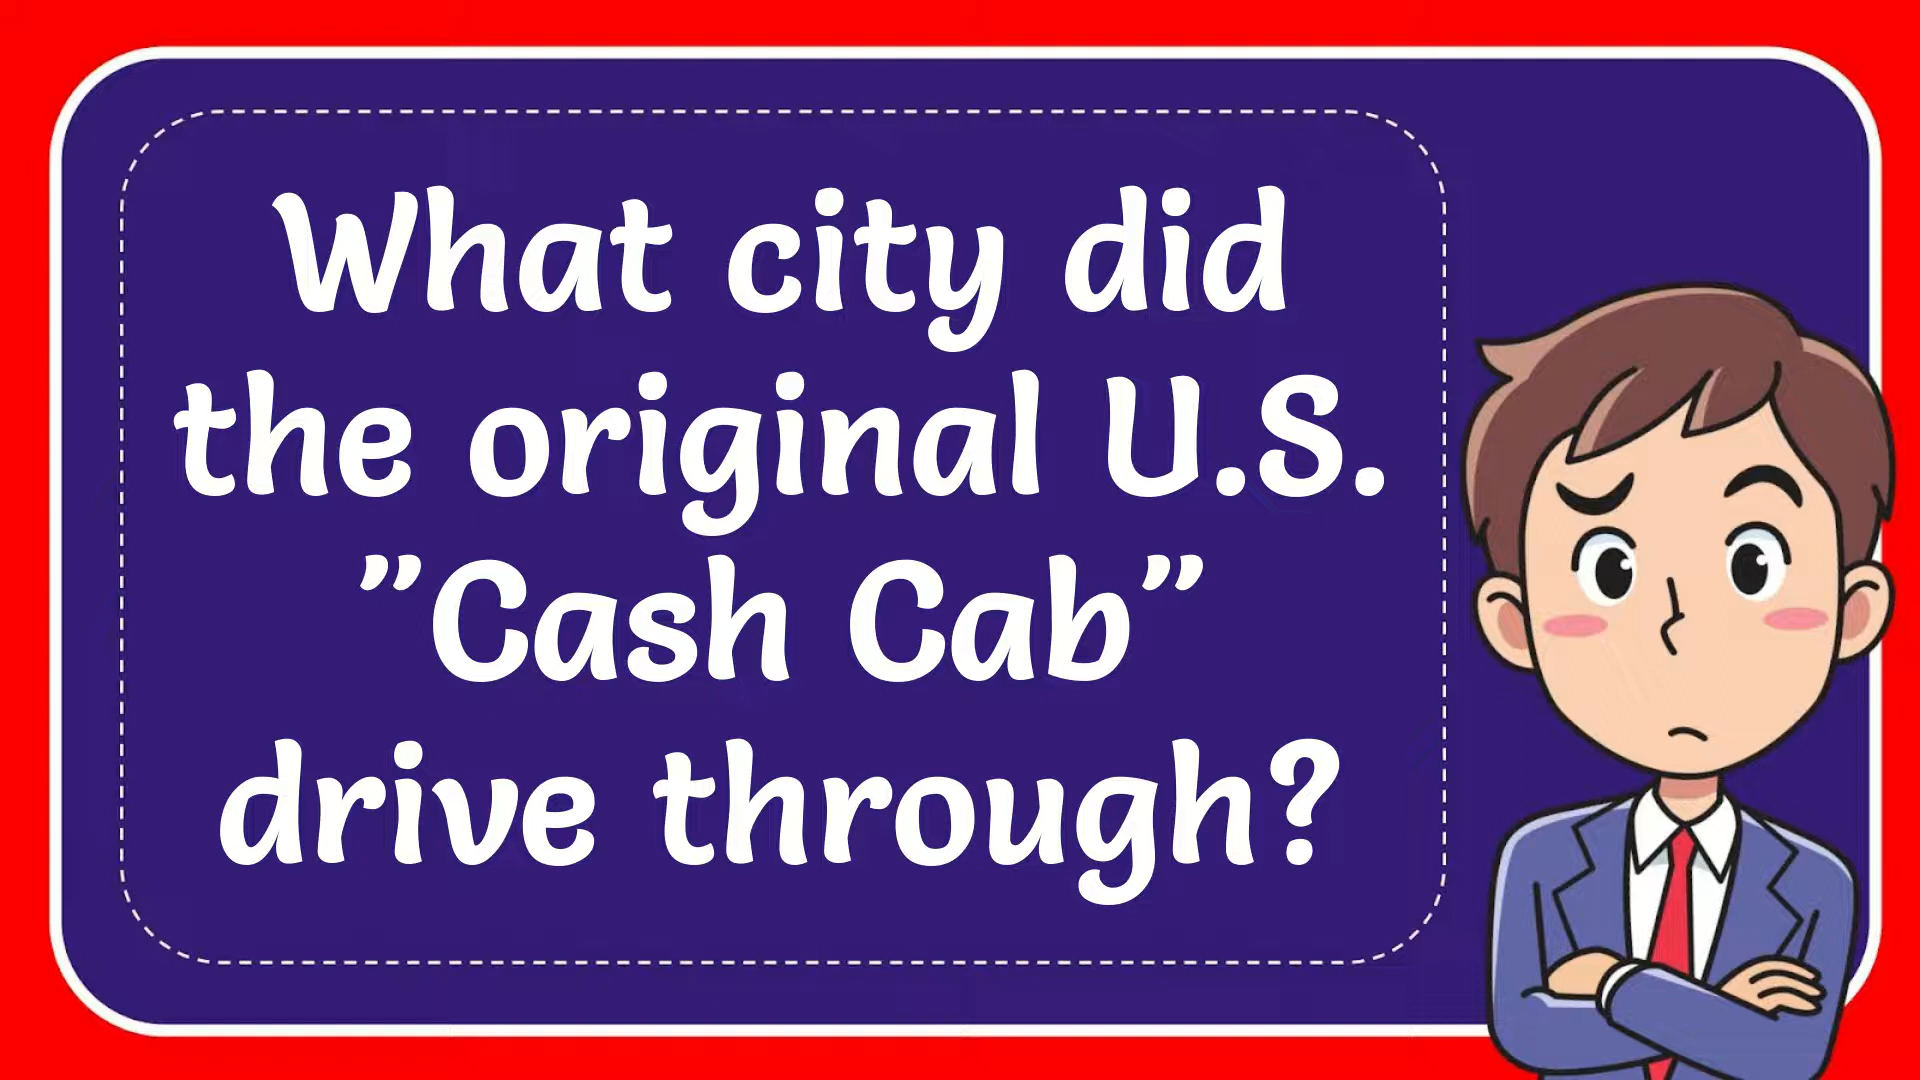 What city did
the original U.S.
"Cash Cab"
drive through?